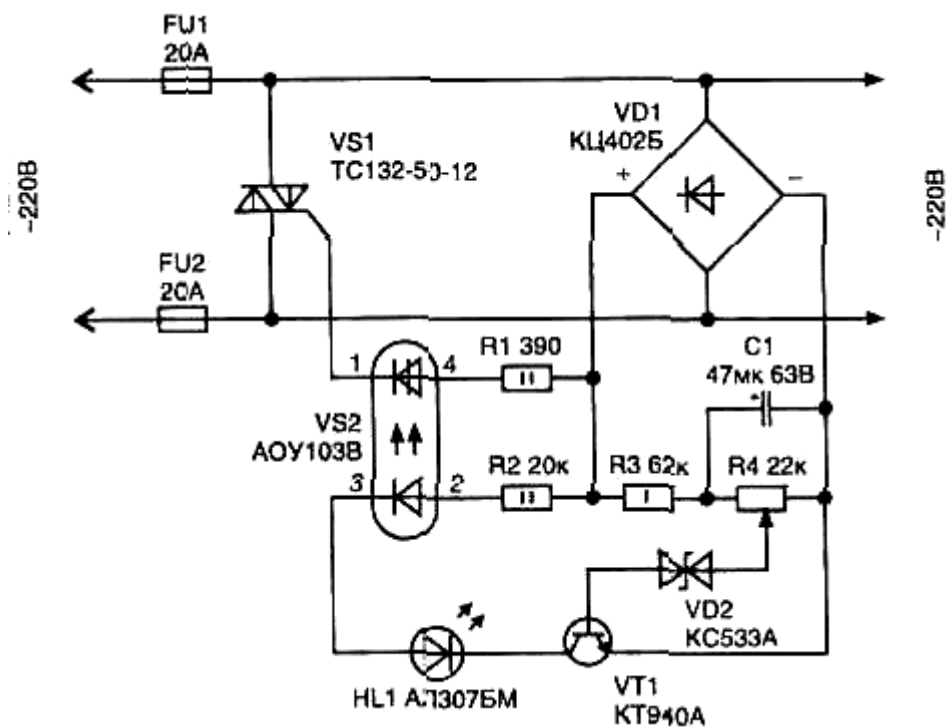 FU1
20A
VD1
КЦ402Б
VS1
ТС132-50-12
+
−
~220В
~220В
FU2
20A
R1 390
C1
47мк 63В
+
1
4
VS2
АОУ103В
3
2
R2 20к
R3 62к
R4 22к
VD2
КС533А
HL1 АЛ307БМ
VT1
КТ940А